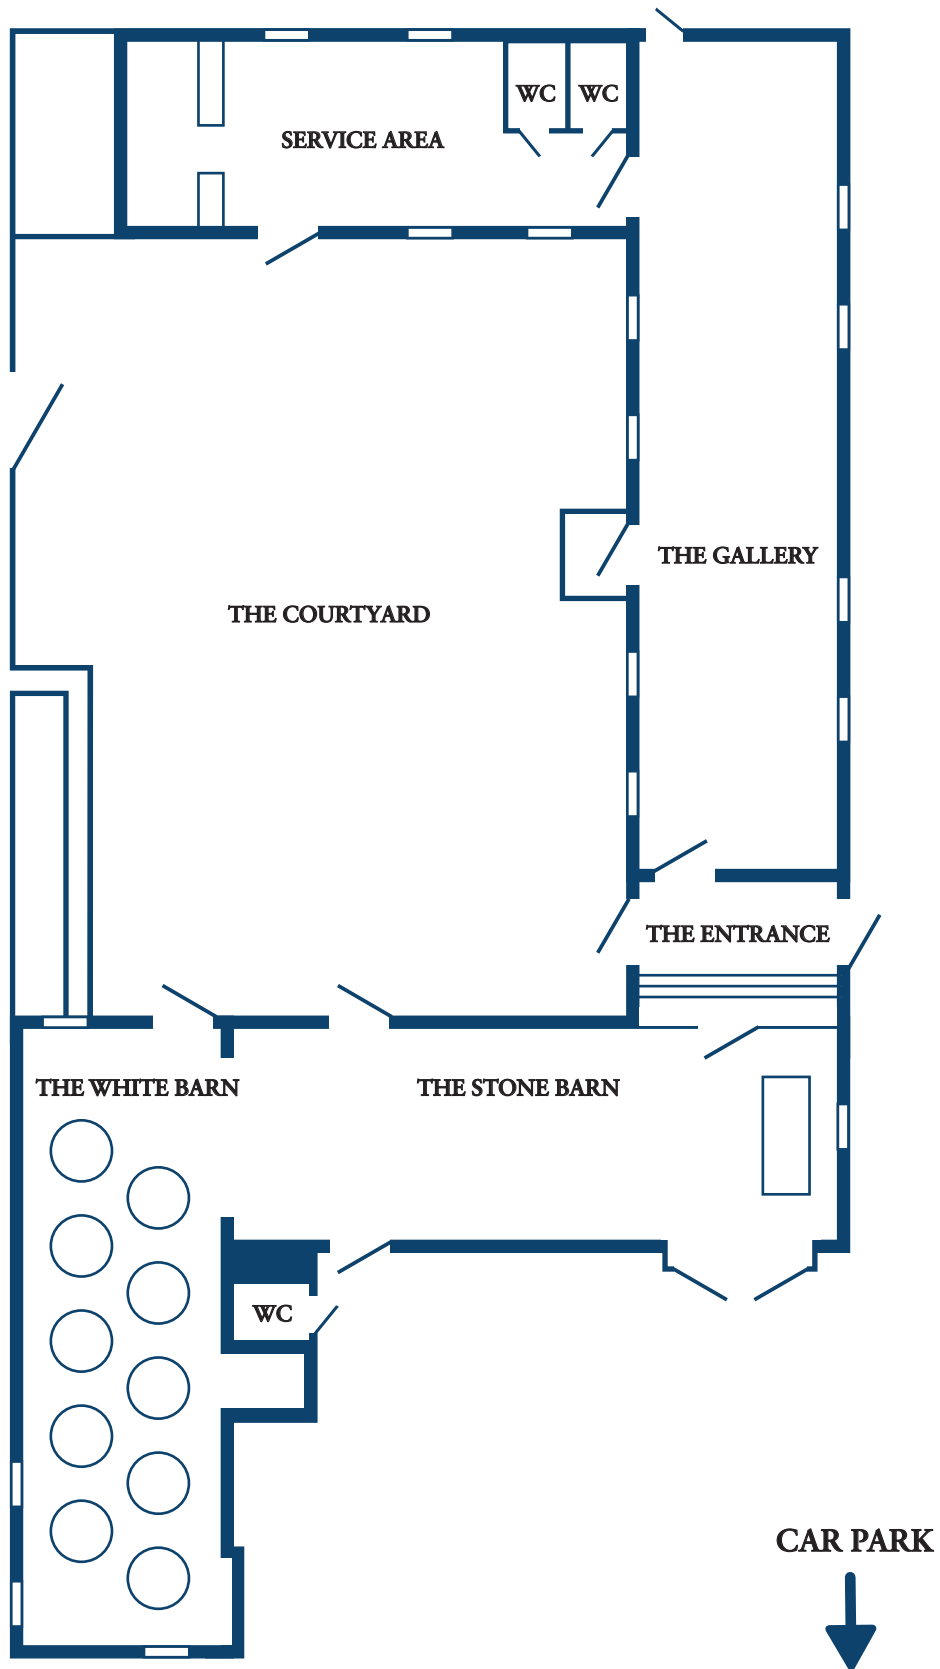 WC
WC
SERVICE AREA
THE GALLERY
THE COURTYARD
THE ENTRANCE
THE WHITE BARN
THE STONE BARN
WC
CAR PARK